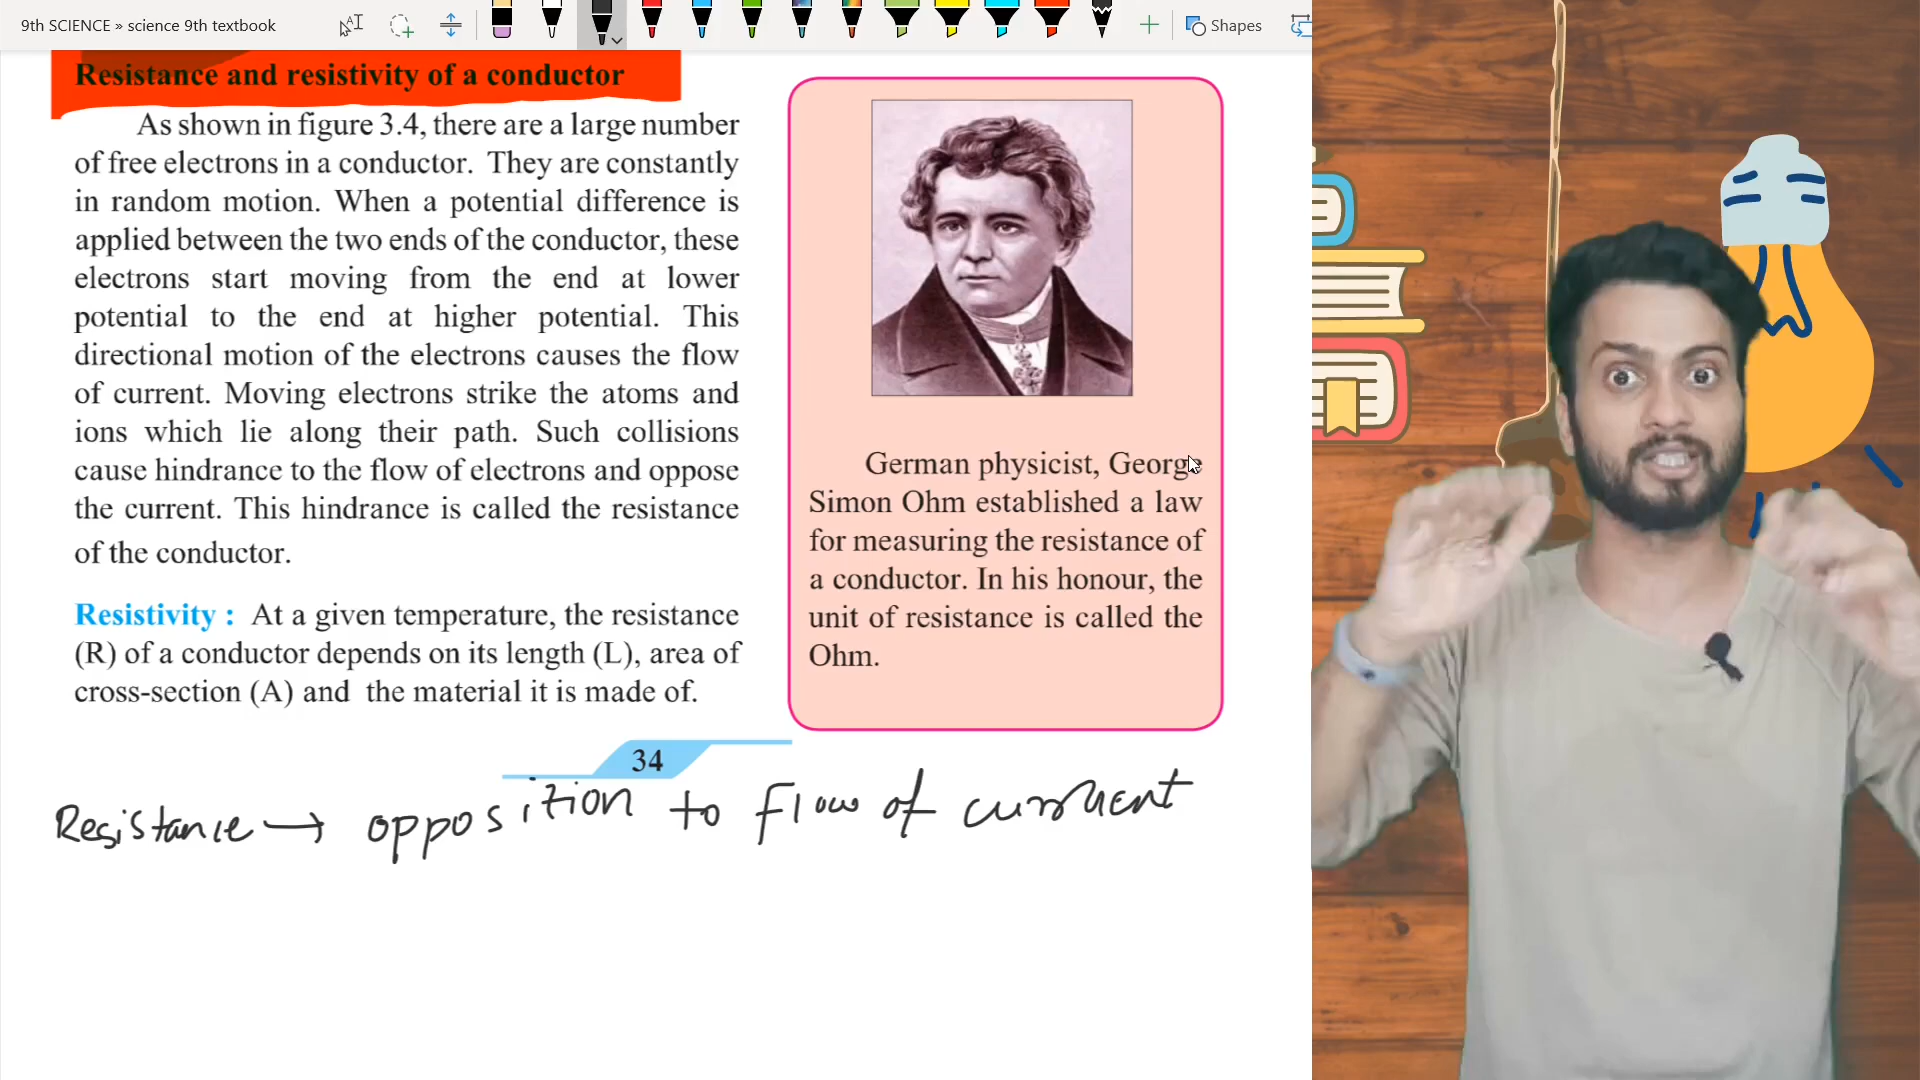 9th SCIENCE » science 9th textbook
Shapes
Resistance and resistivity of a conductor
As shown in figure 3.4, there are a large number
of free electrons in a conductor. They are constantly
in random motion. When a potential difference is
applied between the two ends of the conductor, these
electrons start moving from the end at lower
potential to the end at higher potential. This
directional motion of the electrons causes the flow
of current. Moving electrons strike the atoms and
ions which lie along their path. Such collisions
cause hindrance to the flow of electrons and oppose
the current. This hindrance is called the resistance
of the conductor.
Resistivity : At a given temperature, the resistance
(R) of a conductor depends on its length (L), area of
cross-section (A) and the material it is made of.
34
German physicist, George
Simon Ohm established a law
for measuring the resistance of
a conductor. In his honour, the
unit of resistance is called the
Ohm.
Resistance → opposition to flow of current